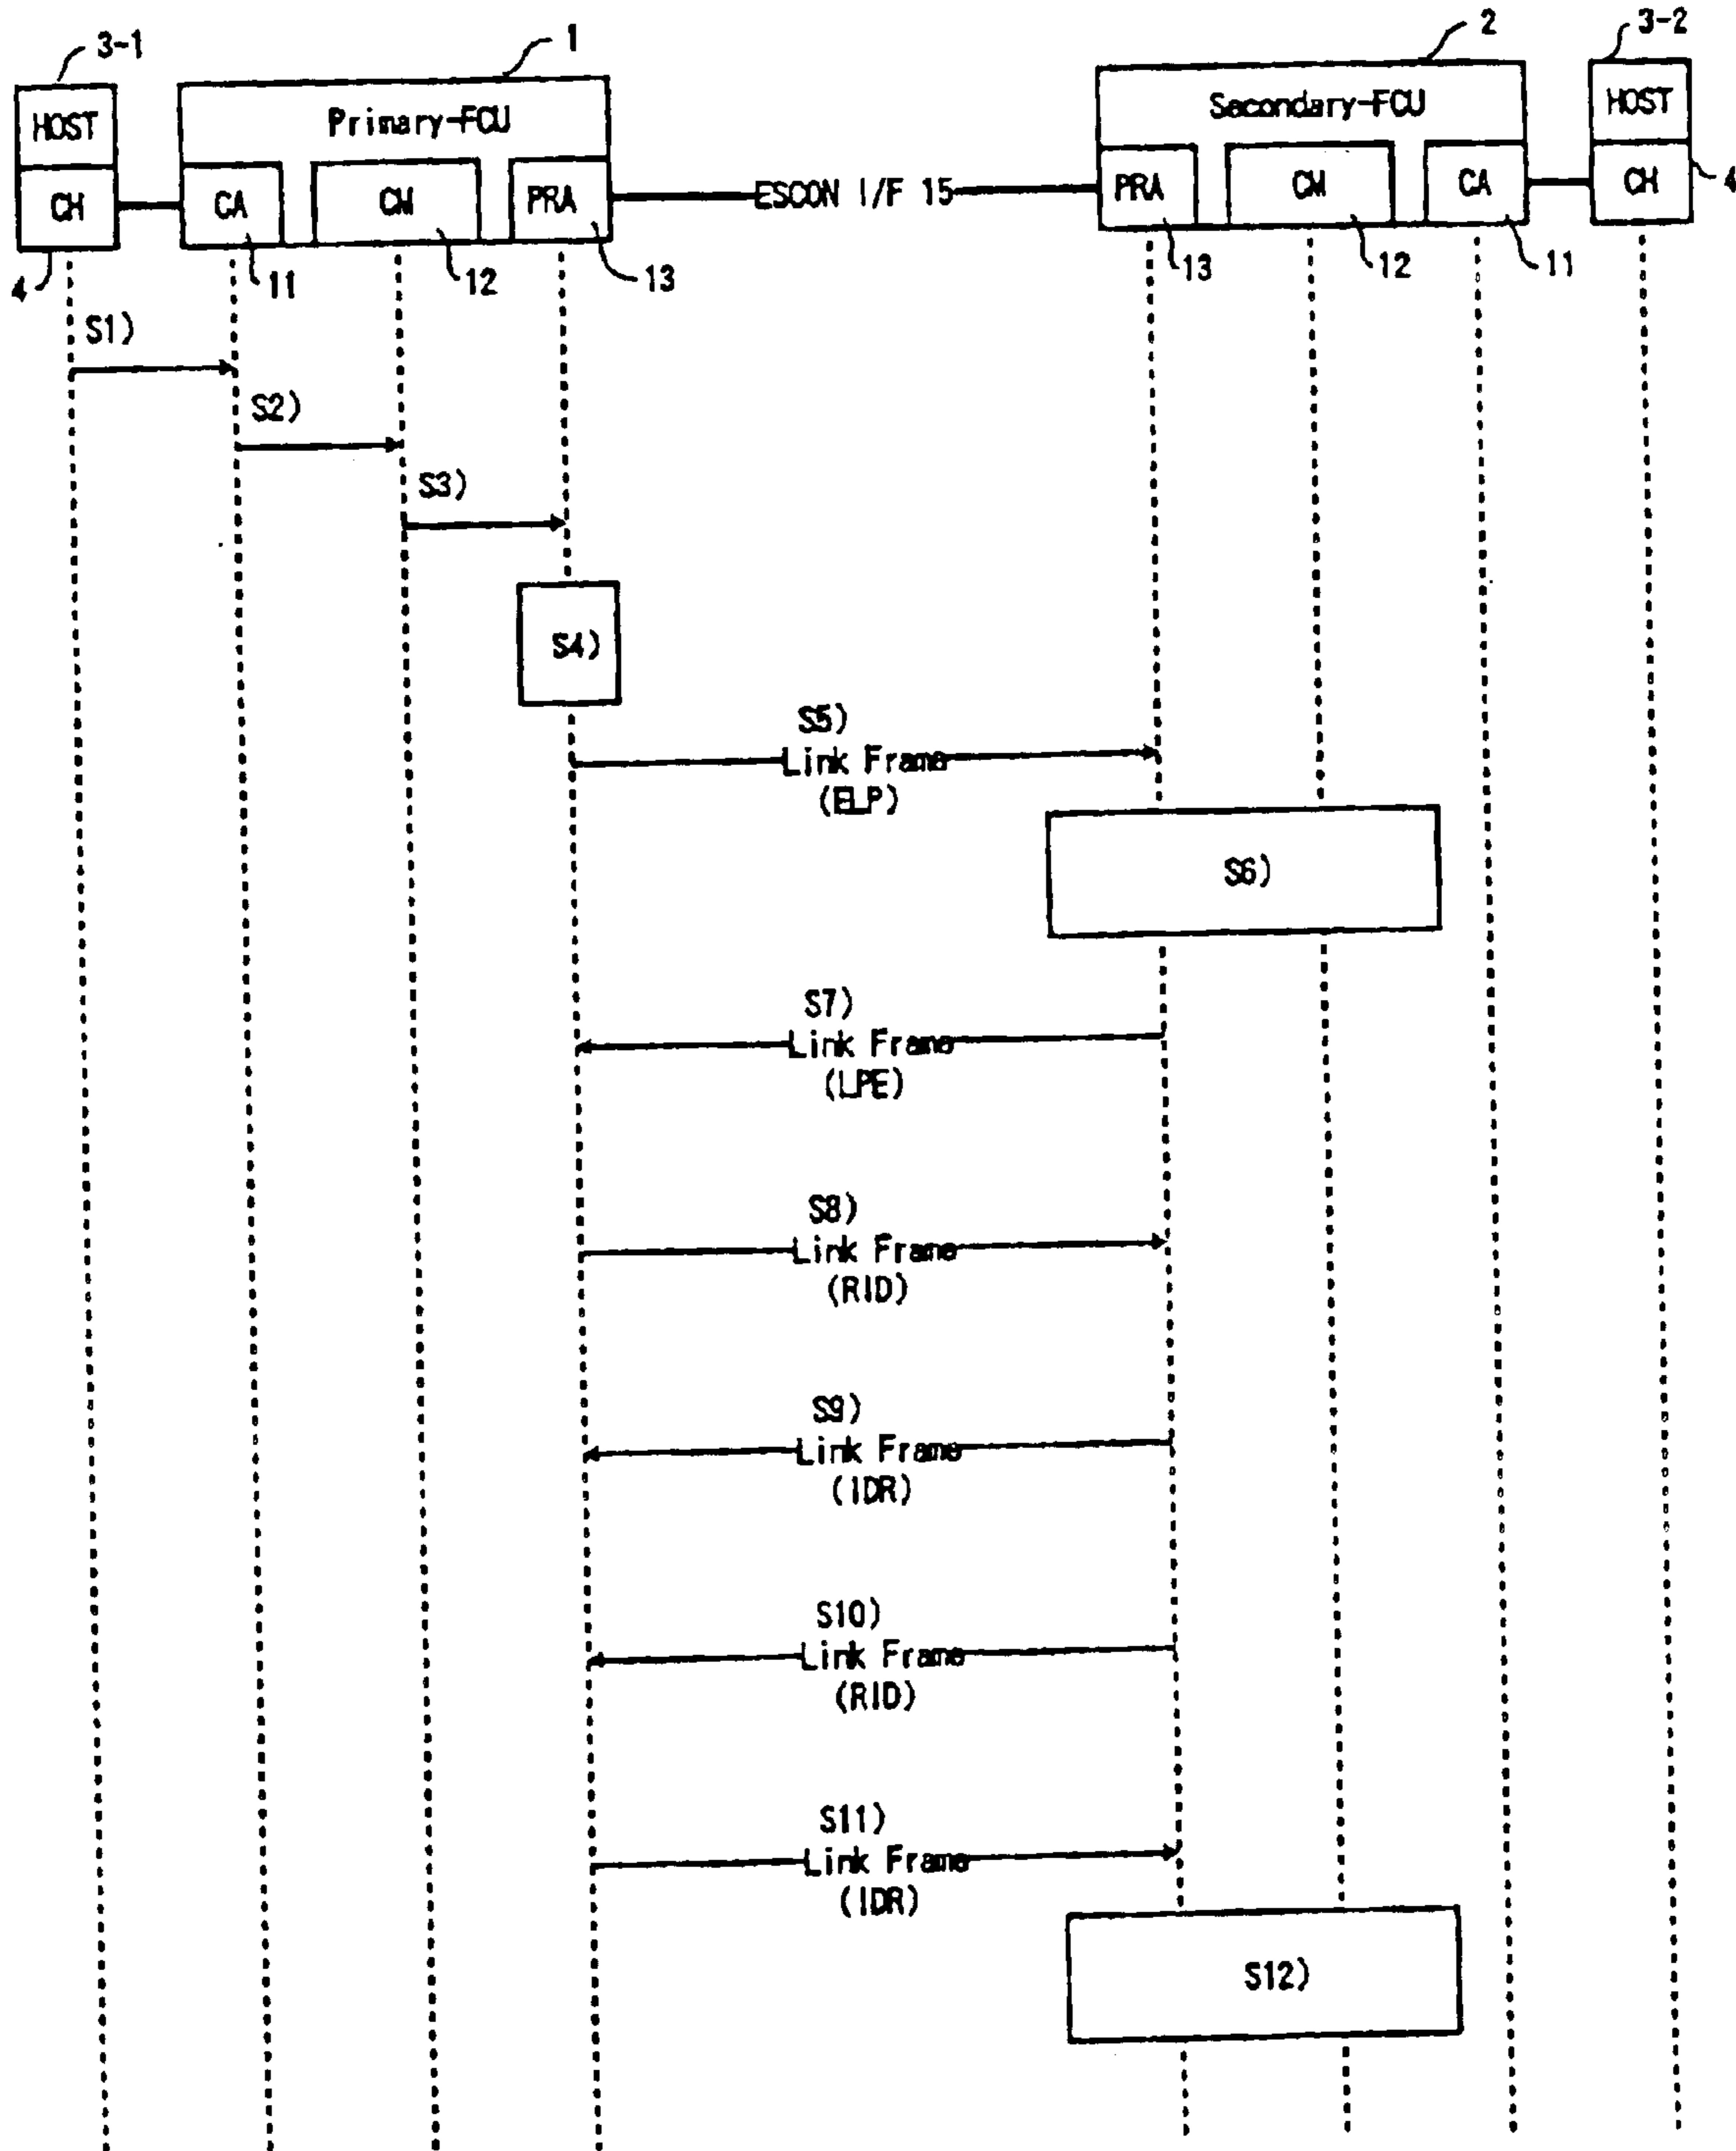 3-1
1
2
3-2
HOST
Primary-FCU
Secondary-FCU
HOST
CH
CA
CM
PRA
ESCON I/F 15
PRA
CM
CA
CH
4
4
11
12
13
13
12
11
S1)
S2)
S3)
S4)
S5)
Link Frame
(ELP)
S6)
S7)
Link Frame
(LPE)
S8)
Link Frame
(RID)
S9)
Link Frame
(IDR)
S10)
Link Frame
(RID)
S11)
Link Frame
(IDR)
S12)